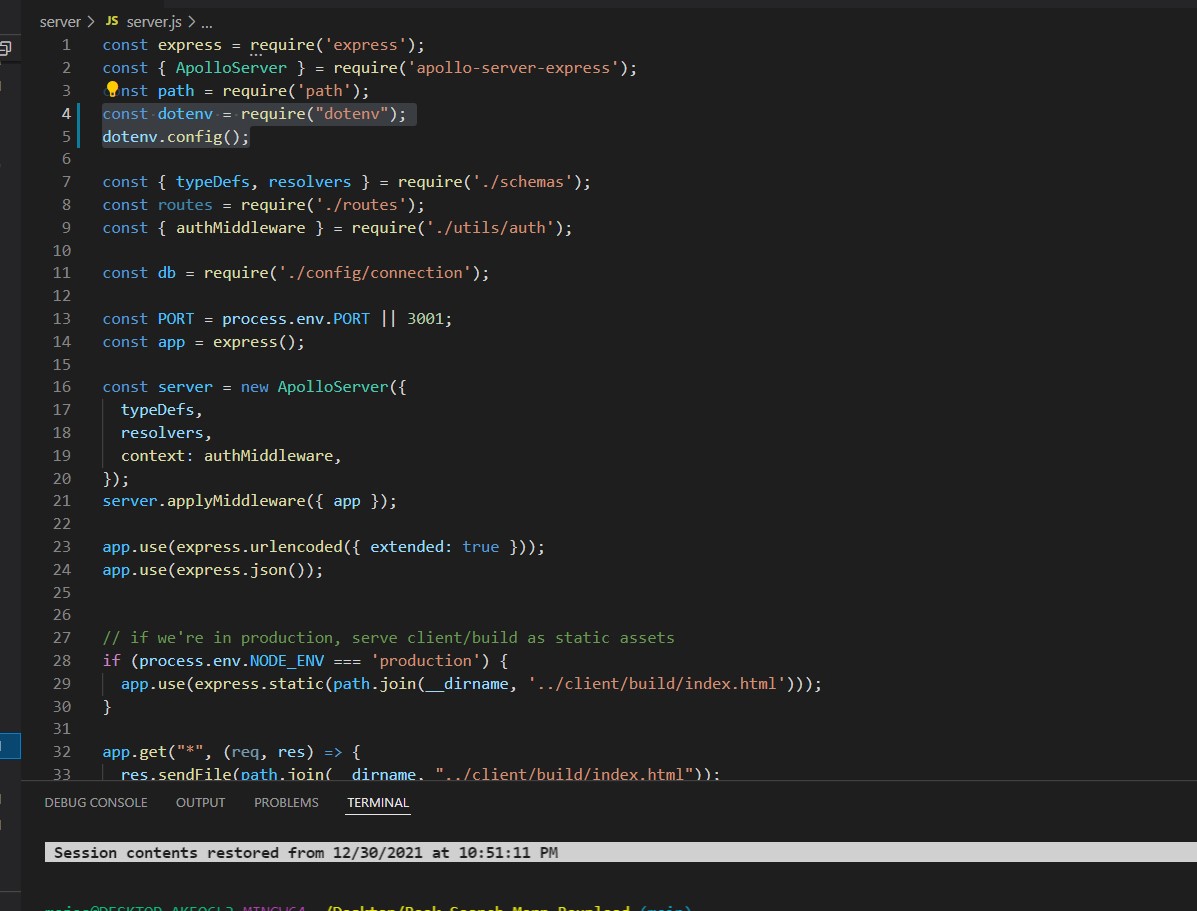 server > JS server.js > ...
1 const express = require('express');
2 const { ApolloServer } = require('apollo-server-express');
3 const path = require('path');
4 const dotenv = require("dotenv");
5 dotenv.config();
6
7 const { typeDefs, resolvers } = require('./schemas');
8 const routes = require('./routes');
9 const { authMiddleware } = require('./utils/auth');
10
11 const db = require('./config/connection');
12
13 const PORT = process.env.PORT || 3001;
14 const app = express();
15
16 const server = new ApolloServer({
17 typeDefs,
18 resolvers,
19 context: authMiddleware,
20 });
21 server.applyMiddleware({ app });
22
23 app.use(express.urlencoded({ extended: true }));
24 app.use(express.json());
25
26
27 // if we're in production, serve client/build as static assets
28 if (process.env.NODE_ENV === 'production') {
29 app.use(express.static(path.join(__dirname, '../client/build/index.html')));
30 }
31
32 app.get("*", (req, res) => {
33 res.sendFile(path.join(__dirname, "../client/build/index.html"));
DEBUG CONSOLE OUTPUT PROBLEMS TERMINAL
Session contents restored from 12/30/2021 at 10:51:11 PM
(main)